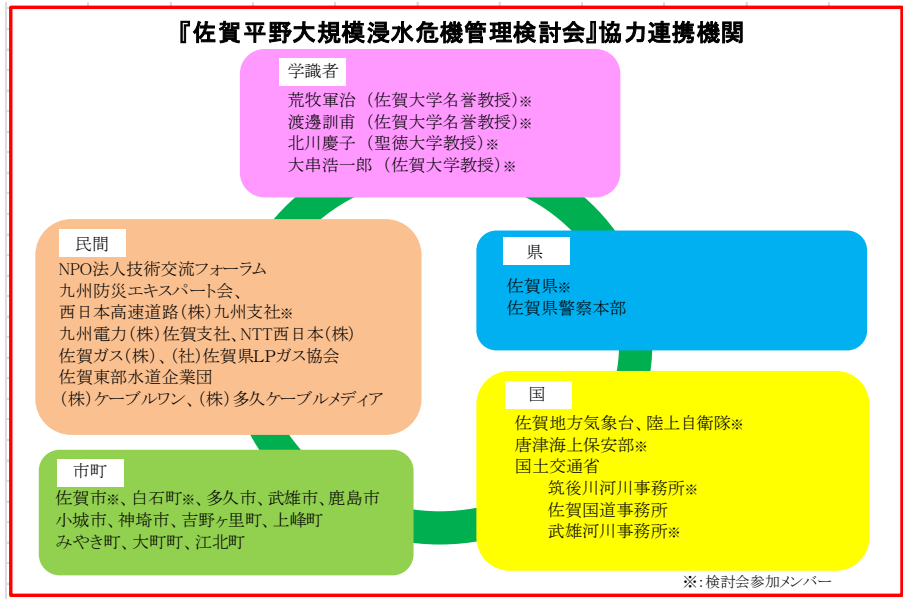 『佐賀平野大規模浸水危機管理検討会』協力連携機関
学識者
荒牧軍治 （佐賀大学名誉教授）※
渡邊訓甫 （佐賀大学名誉教授）※
北川慶子 （聖徳大学教授）※
大串浩一郎 （佐賀大学教授）※
民間
NPO法人技術交流フォーラム
九州防災エキスパート会、
西日本高速道路（株）九州支社※
九州電力（株）佐賀支社、NTT西日本（株）
佐賀ガス（株）、（社）佐賀県LPガス協会
佐賀東部水道企業団
（株）ケーブルワン、（株）多久ケーブルメディア
県
佐賀県※
佐賀県警察本部
国
佐賀地方気象台、陸上自衛隊※
唐津海上保安部※
国土交通省
筑後川河川事務所※
佐賀国道事務所
武雄河川事務所※
市町
佐賀市※、白石町※、多久市、武雄市、鹿島市
小城市、神埼市、吉野ヶ里町、上峰町
みやき町、大町町、江北町
※：検討会参加メンバー